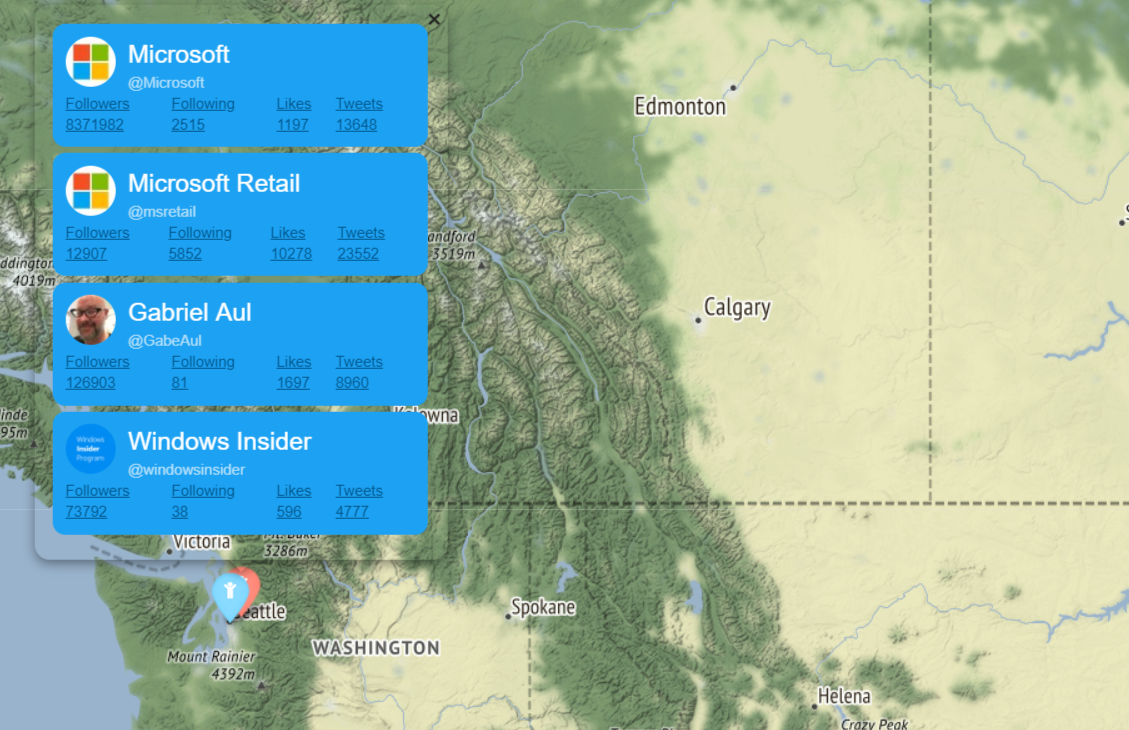 ×
Microsoft
@Microsoft
Followers Following Likes Tweets
8371982 2515 1197 13648
Microsoft Retail
@msretail
Followers Following Likes Tweets
12907 5852 10278 23552
Gabriel Aul
@GabeAul
Followers Following Likes Tweets
126903 81 1697 8960
Windows
Insider
Program
Windows Insider
@windowsinsider
Followers Following Likes Tweets
73792 38 596 4777
Edmonton
andford
3519m
ddington
4019m
Calgary
Kelowna
inde
95m
Victoria
Mt. Baker
3286m
Seattle
Spokane
WASHINGTON
Mount Rainier
4392m
Helena
Crazy Peak